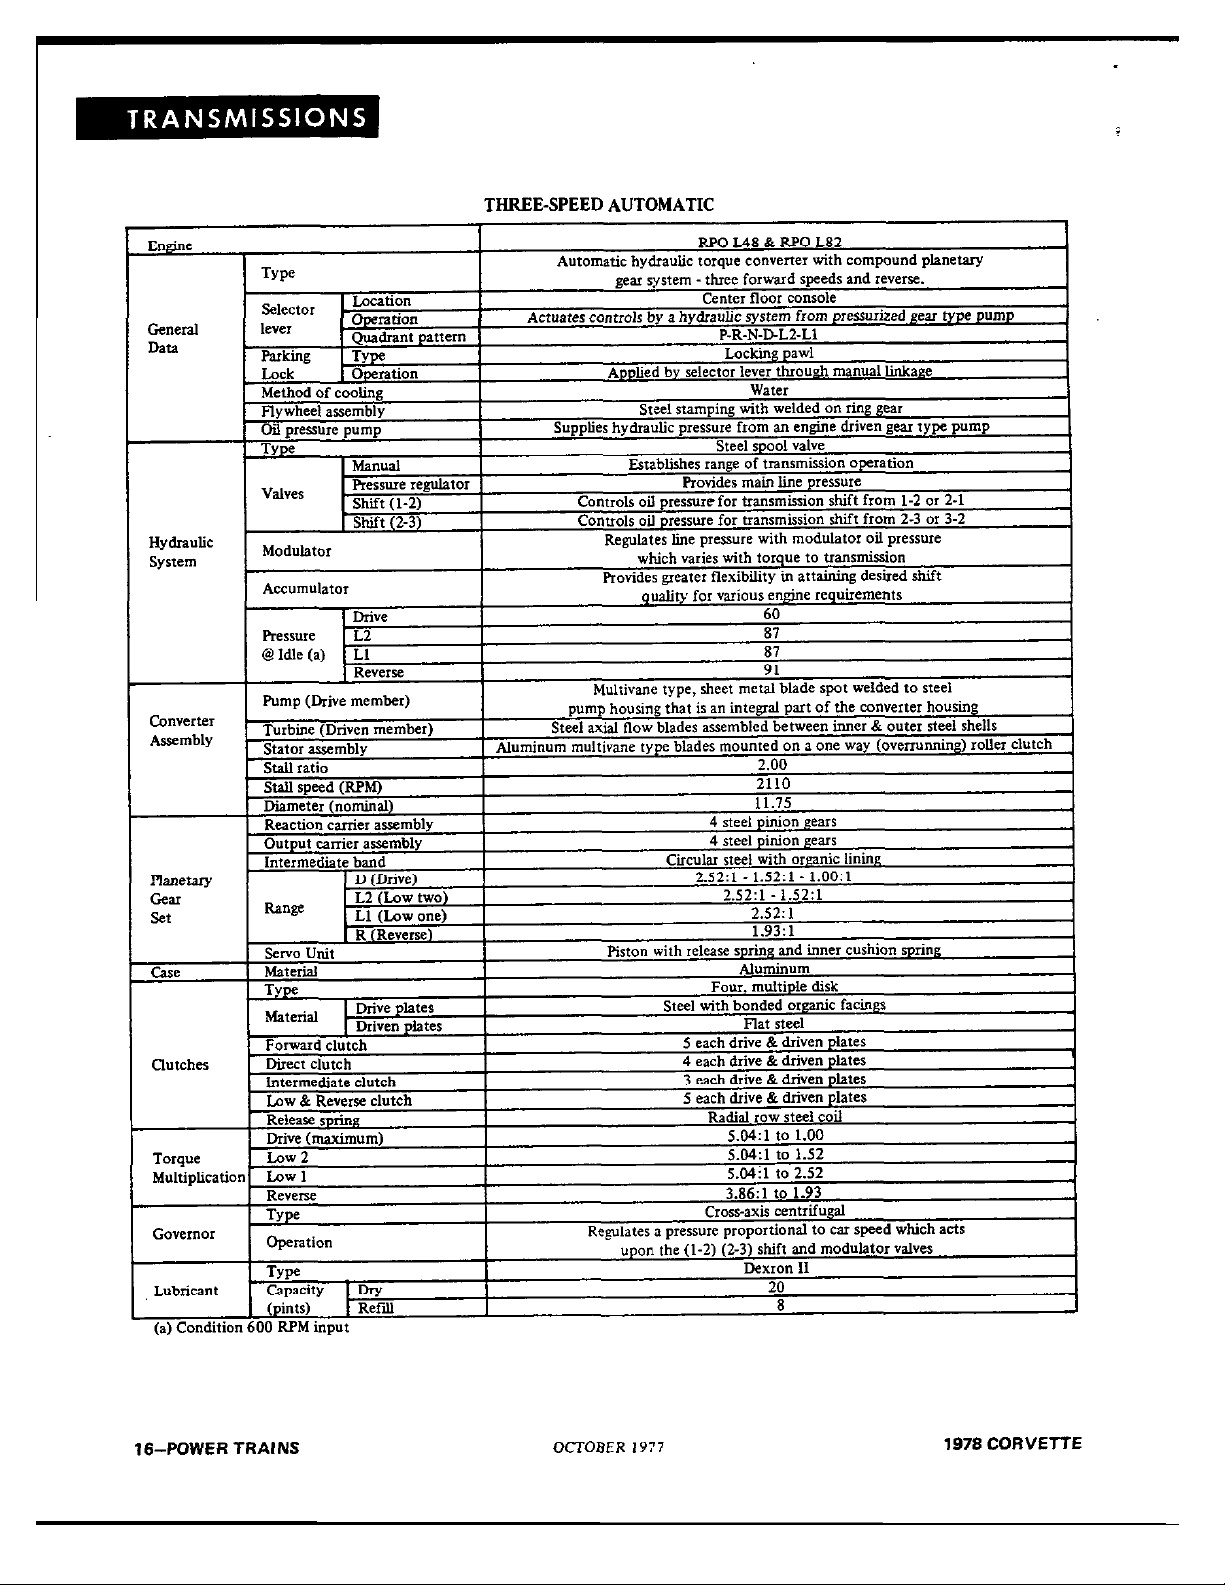 TRANSMISSIONS
THREE-SPEED AUTOMATIC
Engine RPO L48 & RPO L82
General Data
Type Automatic hydraulic torque converter with compound planetary
gear system - three forward speeds and reverse.
Selector lever Location Center floor console
Operation Actuates controls by a hydraulic system from pressurized gear type pump
Quadrant pattern P-R-N-D-L2-L1
Parking Lock Type Locking pawl
Operation Applied by selector lever through manual linkage
Method of cooling Water
Flywheel assembly Steel stamping with welded on ring gear
Oil pressure pump Supplies hydraulic pressure from an engine driven gear type pump
Hydraulic System
Type Steel spool valve
Valves Manual Establishes range of transmission operation
Pressure regulator Provides main line pressure
Shift (1-2) Controls oil pressure for transmission shift from 1-2 or 2-1
Shift (2-3) Controls oil pressure for transmission shift from 2-3 or 3-2
Modulator Regulates line pressure with modulator oil pressure
which varies with torque to transmission
Accumulator Provides greater flexibility in attaining desired shift
quality for various engine requirements
Pressure @ Idle (a) Drive 60
L2 87
L1 87
Reverse 91
Converter Assembly
Pump (Drive member) Multivane type, sheet metal blade spot welded to steel
pump housing that is an integral part of the converter housing
Turbine (Driven member) Steel axial flow blades assembled between inner & outer steel shells
Stator assembly Aluminum multivane type blades mounted on a one way (overrunning) roller clutch
Stall ratio 2.00
Stall speed (RPM) 2110
Diameter (nominal) 11.75
Planetary Gear Set
Reaction carrier assembly 4 steel pinion gears
Output carrier assembly 4 steel pinion gears
Intermediate band Circular steel with organic lining
Range D (Drive) 2.52:1 - 1.52:1 - 1.00:1
L2 (Low two) 2.52:1 - 1.52:1
L1 (Low one) 2.52:1
R (Reverse) 1.93:1
Servo Unit Piston with release spring and inner cushion spring
Case Material Aluminum
Clutches
Type Four, multiple disk
Material Drive plates Steel with bonded organic facings
Driven plates Flat steel
Forward clutch 5 each drive & driven plates
Direct clutch 4 each drive & driven plates
Intermediate clutch 3 each drive & driven plates
Low & Reverse clutch 5 each drive & driven plates
Release spring Radial row steel coil
Torque Multiplication
Drive (maximum) 5.04:1 to 1.00
Low 2 5.04:1 to 1.52
Low 1 5.04:1 to 2.52
Reverse 3.86:1 to 1.93
Governor
Type Cross-axis centrifugal
Operation Regulates a pressure proportional to car speed which acts
upon the (1-2) (2-3) shift and modulator valves
Lubricant
Type Dexron II
Capacity (pints) Dry 20
Refill 8
(a) Condition 600 RPM input
16—POWER TRAINS OCTOBER 1977 1978 CORVETTE